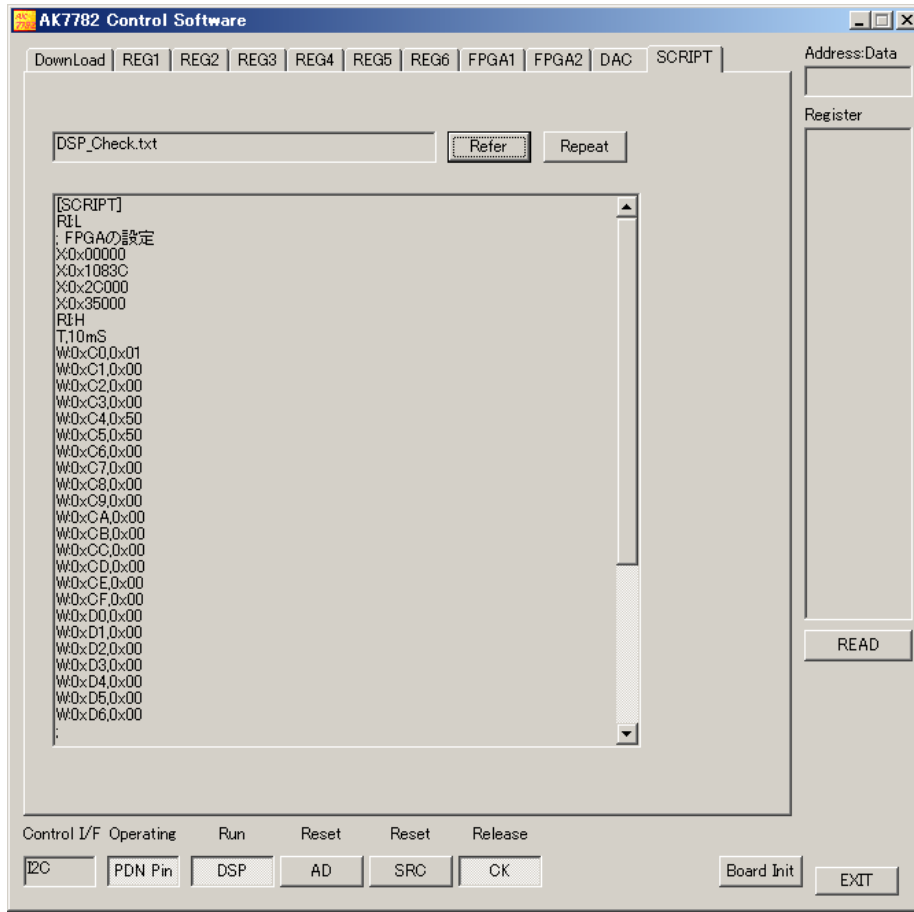 AK7782 Control Software
DownLoad REG1 REG2 REG3 REG4 REG5 REG6 FPGA1 FPGA2 DAC SCRIPT
Address:Data
Register
DSP_Check.txt Refer Repeat
[SCRIPT]
RI:L
; FPGAの設定
X:0x00000
X:0x1083C
X:0x2C000
X:0x35000
RI:H
T,10mS
W:0xC0,0x01
W:0xC1,0x00
W:0xC2,0x00
W:0xC3,0x00
W:0xC4,0x50
W:0xC5,0x50
W:0xC6,0x00
W:0xC7,0x00
W:0xC8,0x00
W:0xC9,0x00
W:0xCA,0x00
W:0xCB,0x00
W:0xCC,0x00
W:0xCD,0x00
W:0xCE,0x00
W:0xCF,0x00
W:0xD0,0x00
W:0xD1,0x00
W:0xD2,0x00
W:0xD3,0x00
W:0xD4,0x00
W:0xD5,0x00
W:0xD6,0x00
;
READ
Control I/F Operating Run Reset Reset Release
I2C PDN Pin DSP AD SRC CK Board Init EXIT